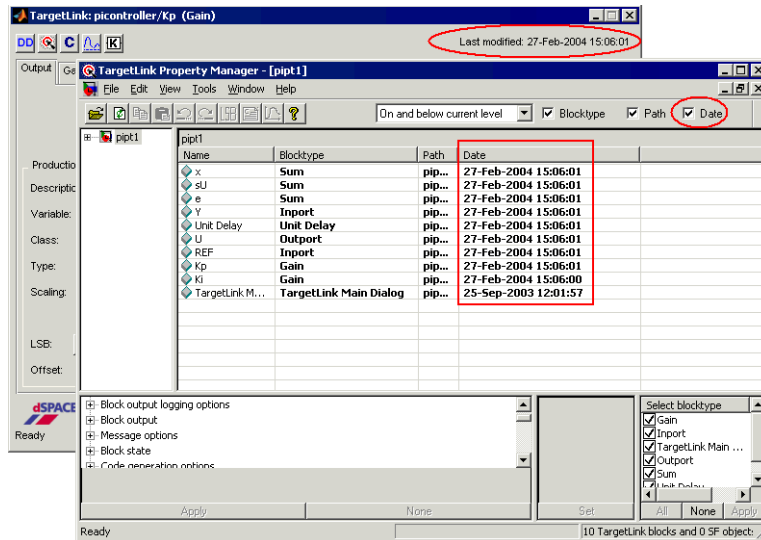 TargetLink: picontroller/Kp (Gain)
DD C K
Last modified: 27-Feb-2004 15:06:01
Output
TargetLink Property Manager - [pipt1]
File Edit View Tools Window Help
On and below current level Blocktype Path Date
pipt1
pipt1
Name Blocktype Path Date
x Sum pip... 27-Feb-2004 15:06:01
sU Sum pip... 27-Feb-2004 15:06:01
e Sum pip... 27-Feb-2004 15:06:01
Y Inport pip... 27-Feb-2004 15:06:01
Unit Delay Unit Delay pip... 27-Feb-2004 15:06:01
U Outport pip... 27-Feb-2004 15:06:01
REF Inport pip... 27-Feb-2004 15:06:01
Kp Gain pip... 27-Feb-2004 15:06:01
Ki Gain pip... 27-Feb-2004 15:06:00
TargetLink M... TargetLink Main Dialog pip... 25-Sep-2003 12:01:57
Productio
Descriptic
Variable:
Class:
Type:
Scaling:
LSB:
Offset:
dSPACE
Ready
Block output logging options
Block output
Message options
Block state
Code generation options
Select blocktype
Gain
Inport
TargetLink Main ...
Outport
Sum
Unit Delay
Apply None Set All None Apply
Ready
10 TargetLink blocks and 0 SF object: